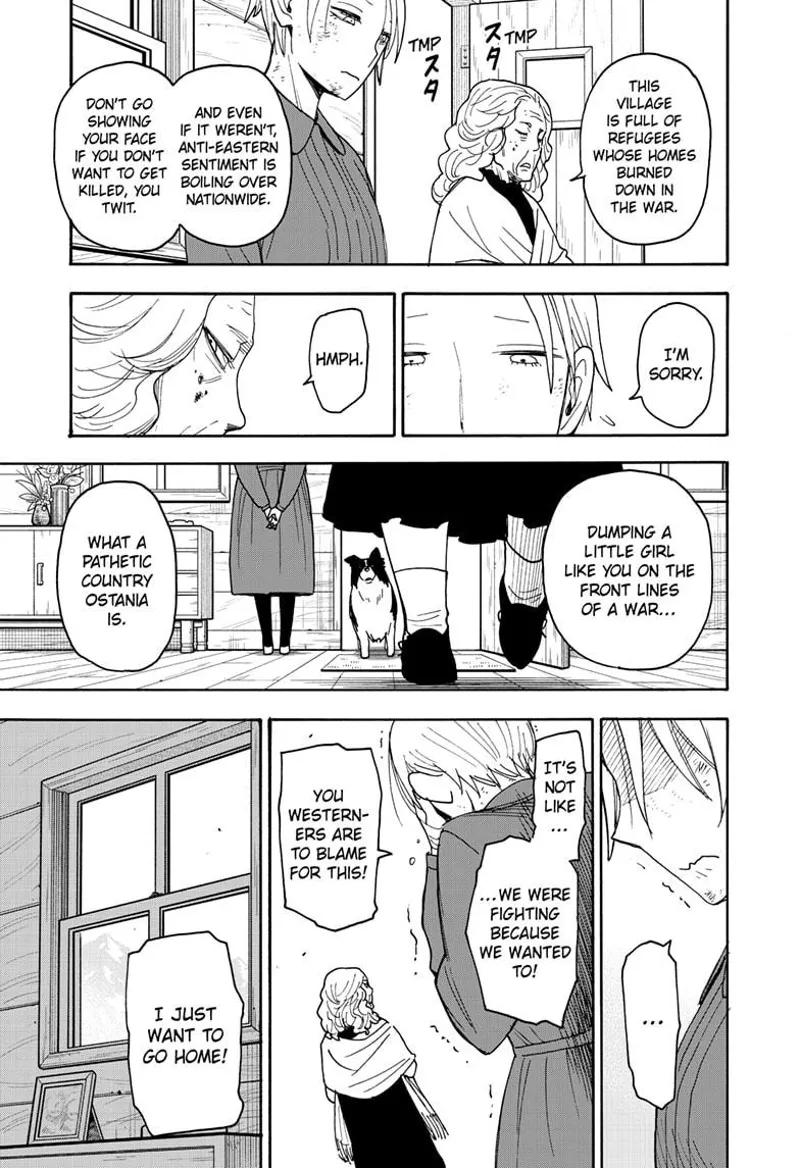 THIS
VILLAGE
IS FULL OF
REFUGEES
WHOSE HOMES
BURNED
DOWN IN
THE WAR.
TMP
スタ
TMP
スタ
AND EVEN
IF IT WEREN'T,
ANTI-EASTERN
SENTIMENT IS
BOILING OVER
NATIONWIDE.
DON'T GO
SHOWING
YOUR FACE
IF YOU DON'T
WANT TO GET
KILLED, YOU
TWIT.
I'M
SORRY.
HMPH.
DUMPING A
LITTLE GIRL
LIKE YOU ON THE
FRONT LINES
OF A WAR...
WHAT A
PATHETIC
COUNTRY
OSTANIA
IS.
...
IT'S
NOT
LIKE
...
...WE WERE
FIGHTING
BECAUSE
WE WANTED
TO!
YOU
WESTERN-
ERS ARE
TO BLAME
FOR THIS!
I JUST
WANT TO
GO HOME!